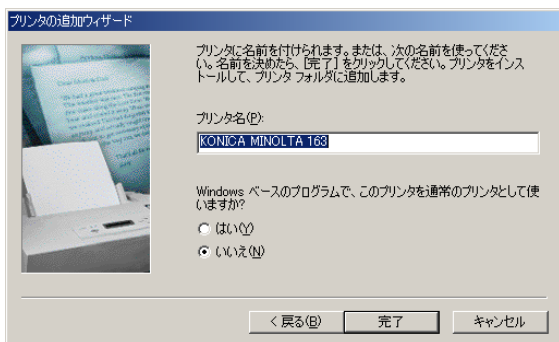 プリンタの追加ウィザード
プリンタに名前を付けられます。または、次の名前を使ってくださ
い。名前を決めたら、[完了] をクリックしてください。プリンタをインス
トールして、プリンタ フォルダに追加します。
プリンタ名(P):
KONICA MINOLTA 163
Windows ベースのプログラムで、このプリンタを通常のプリンタとして使
いますか?
はい(Y)
いいえ(N)
< 戻る(B)
完了
キャンセル